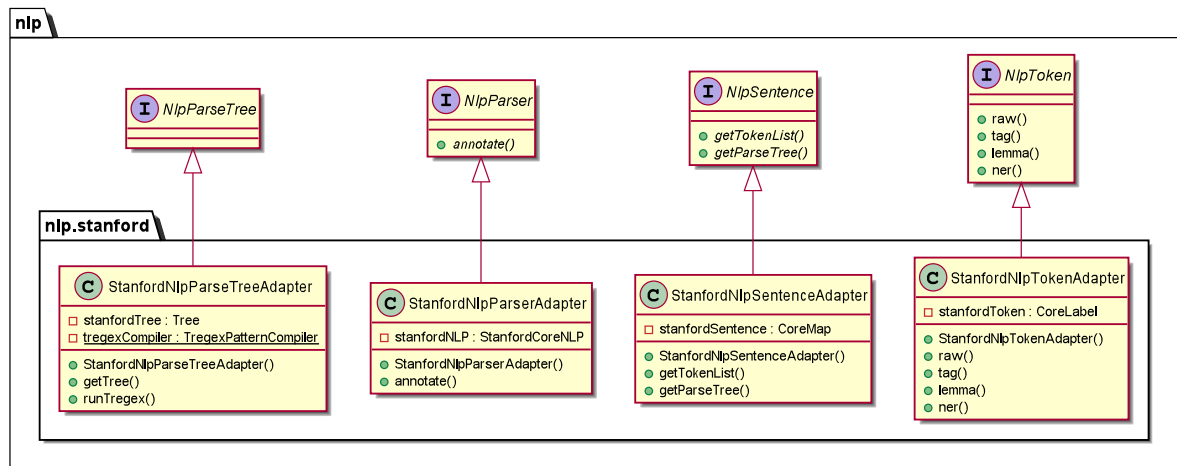 nlp
I NlpParseTree
I NlpParser
annotate()
I NlpSentence
getTokenList()
getParseTree()
I NlpToken
raw()
tag()
lemma()
ner()
nlp.stanford
C StanfordNlpParseTreeAdapter
stanfordTree : Tree
tregexCompiler : TregexPatternCompiler
StanfordNlpParseTreeAdapter()
getTree()
runTregex()
C StanfordNlpParserAdapter
stanfordNLP : StanfordCoreNLP
StanfordNlpParserAdapter()
annotate()
C StanfordNlpSentenceAdapter
stanfordSentence : CoreMap
StanfordNlpSentenceAdapter()
getTokenList()
getParseTree()
C StanfordNlpTokenAdapter
stanfordToken : CoreLabel
StanfordNlpTokenAdapter()
raw()
tag()
lemma()
ner()